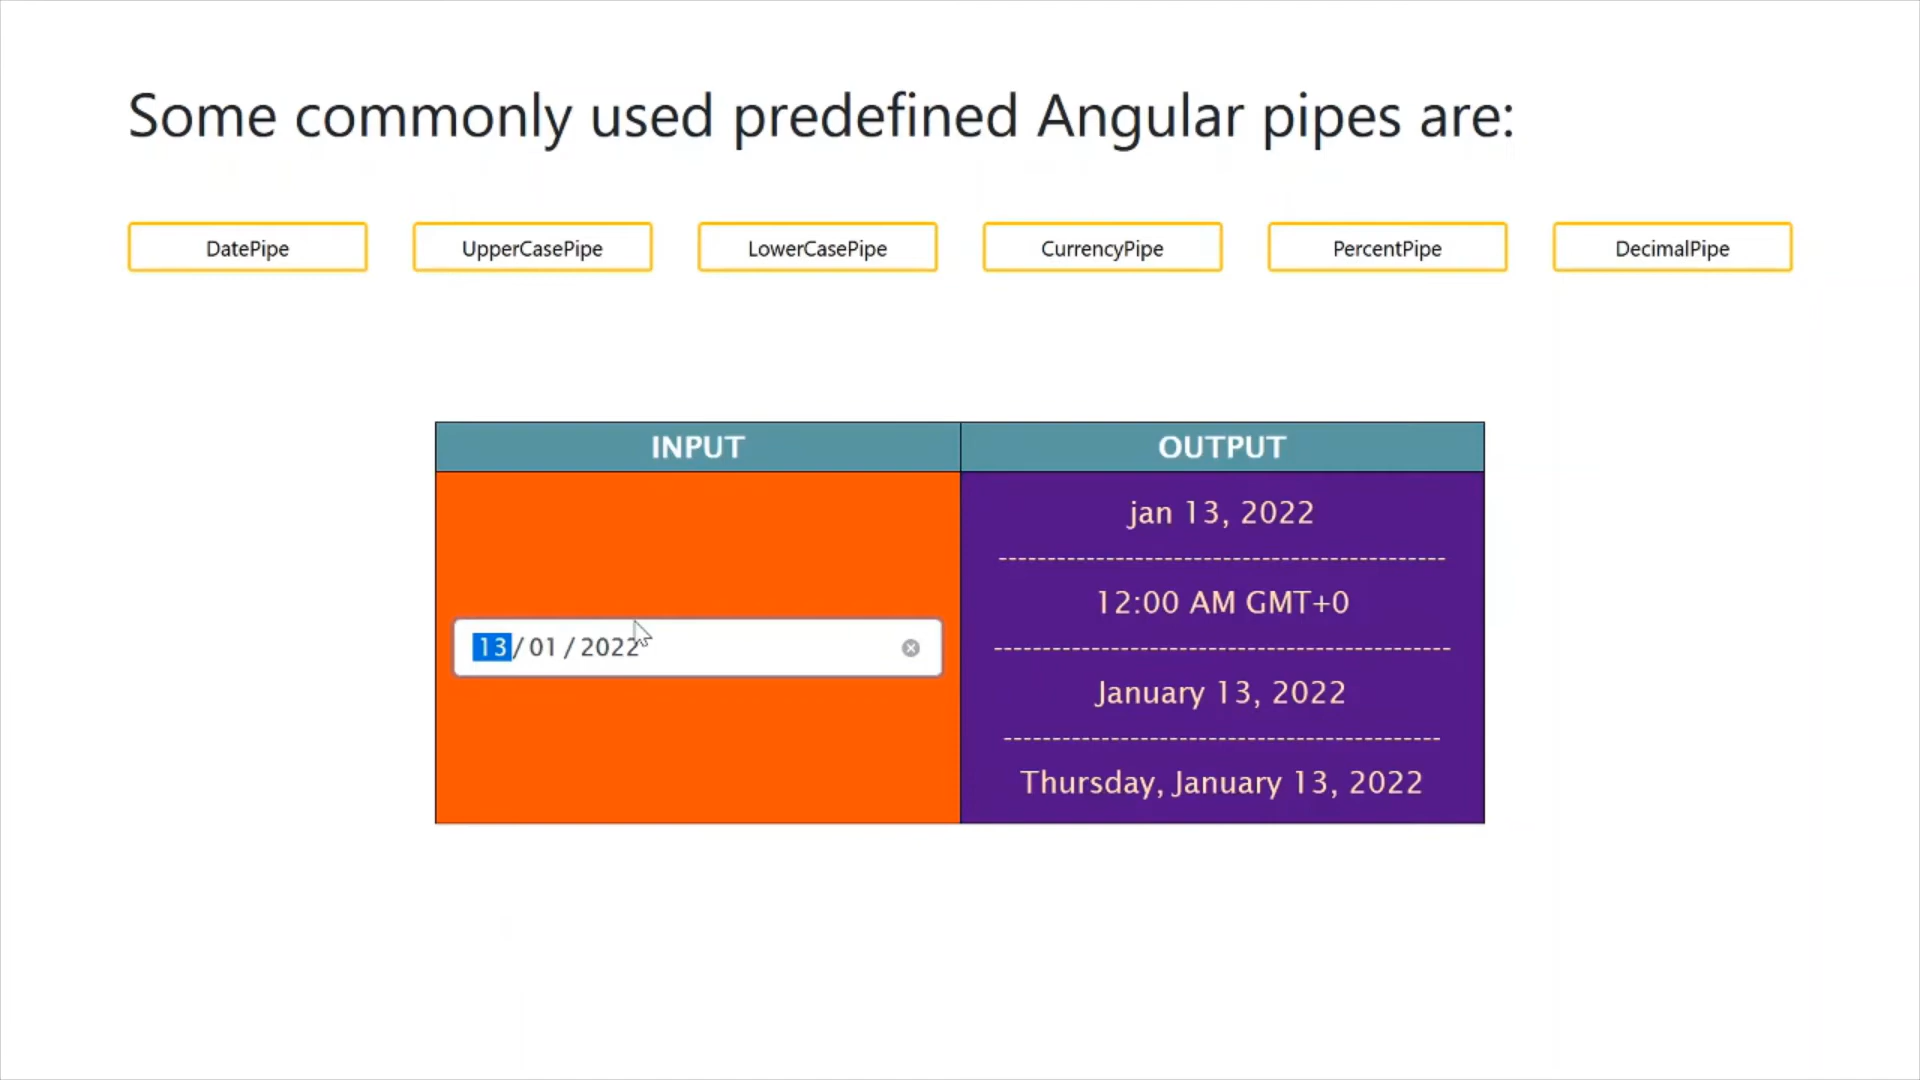 Some commonly used predefined Angular pipes are:
DatePipe
UpperCasePipe
LowerCasePipe
CurrencyPipe
PercentPipe
DecimalPipe
INPUT
OUTPUT
13/ 01 / 2022
jan 13, 2022
----------------------------------------------
12:00 AM GMT+0
-----------------------------------------------
January 13, 2022
---------------------------------------------
Thursday, January 13, 2022